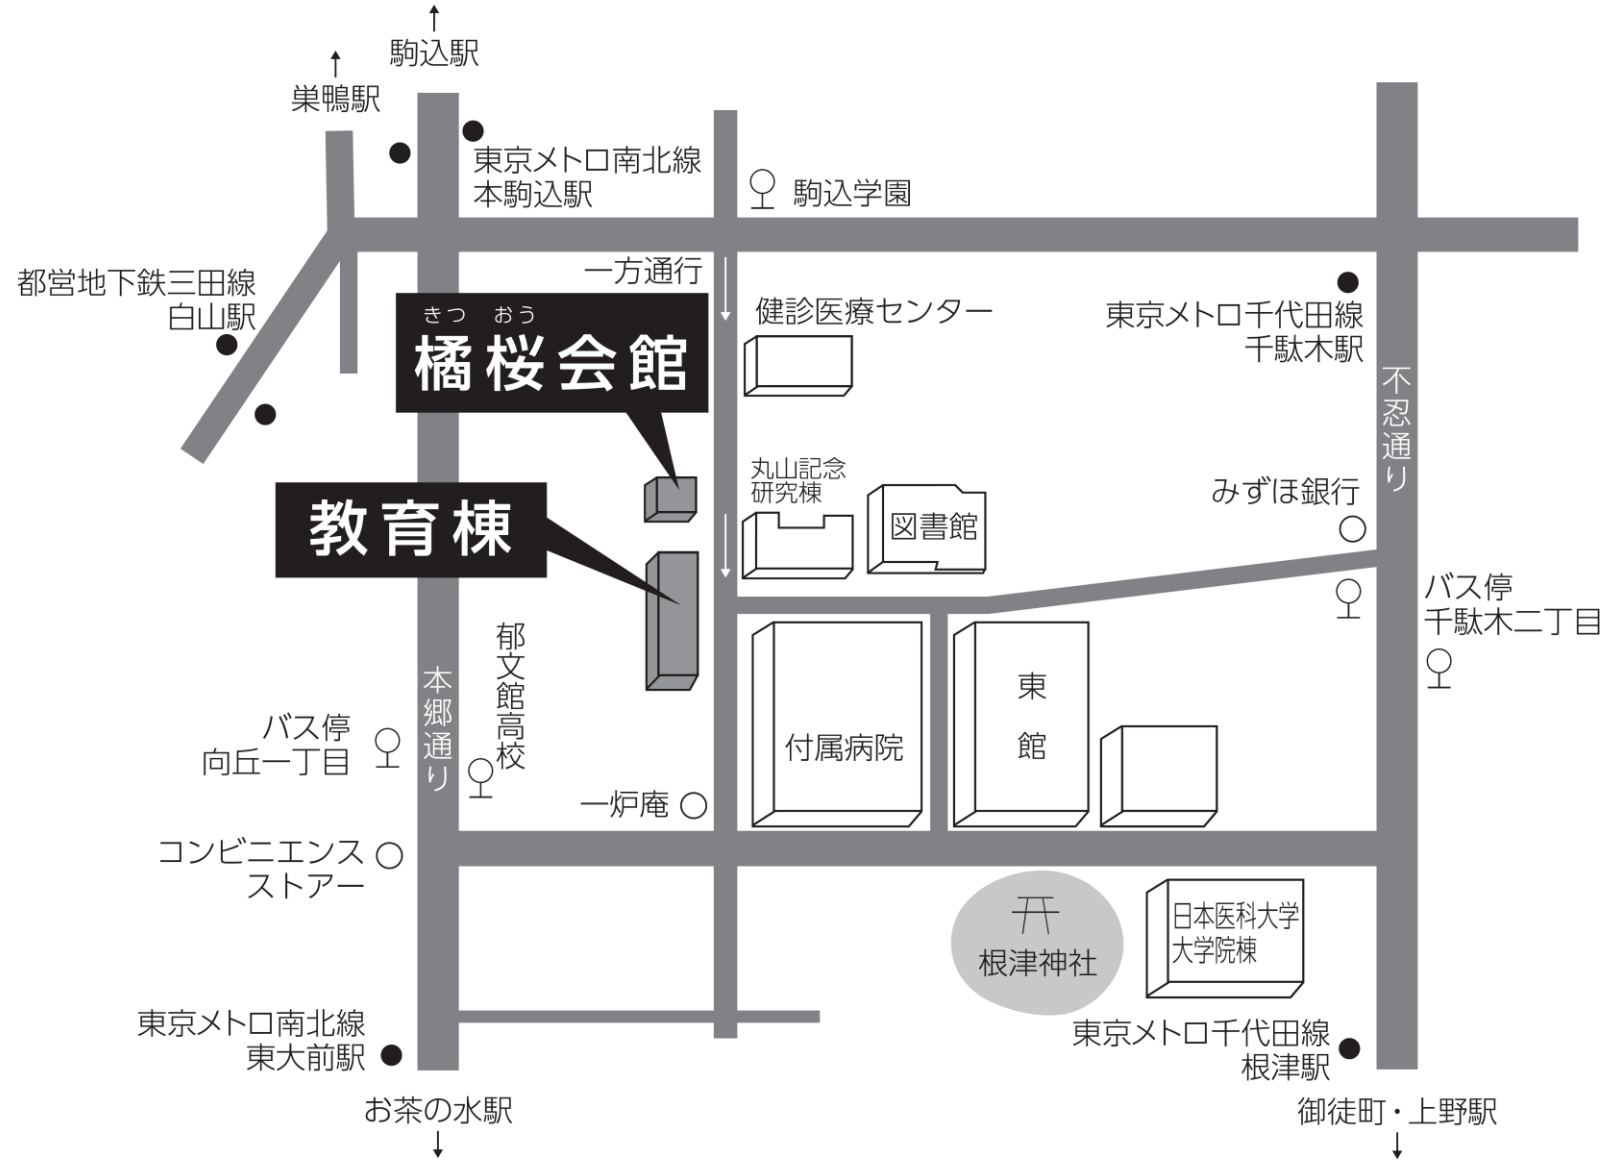 駒込駅
巣鴨駅
東京メトロ南北線
本駒込駅
駒込学園
都営地下鉄三田線
白山駅
一方通行
きつ おう
橘桜会館
健診医療センター
東京メトロ千代田線
千駄木駅
不忍通り
丸山記念
研究棟
図書館
みずほ銀行
教育棟
バス停
千駄木二丁目
郁文館高校
本郷通り
バス停
向丘一丁目
付属病院
東館
一炉庵
コンビニエンス
ストアー
根津神社
日本医科大学
大学院棟
東京メトロ南北線
東大前駅
東京メトロ千代田線
根津駅
お茶の水駅
御徒町・上野駅